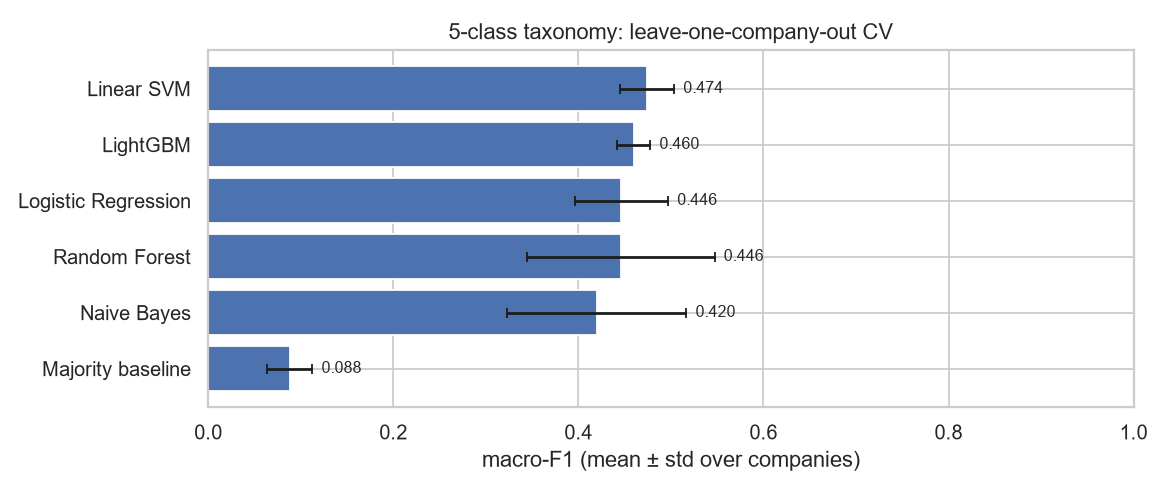 5-class taxonomy: leave-one-company-out CV
Linear SVM
0.474
LightGBM
0.460
Logistic Regression
0.446
Random Forest
0.446
Naive Bayes
0.420
Majority baseline
0.088
0.0 0.2 0.4 0.6 0.8 1.0
macro-F1 (mean ± std over companies)